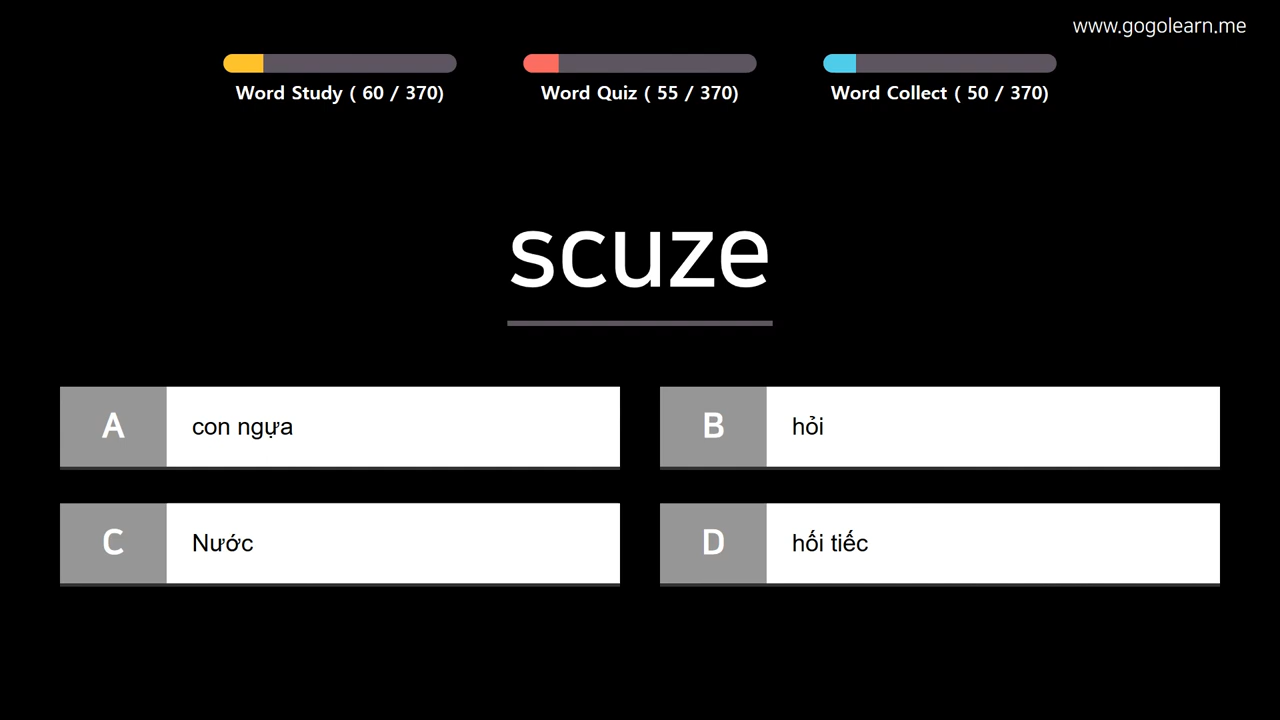 www.gogolearn.me
Word Study ( 60 / 370)
Word Quiz ( 55 / 370)
Word Collect ( 50 / 370)
scuze
A
con ngựa
B
hỏi
C
Nước
D
hối tiếc